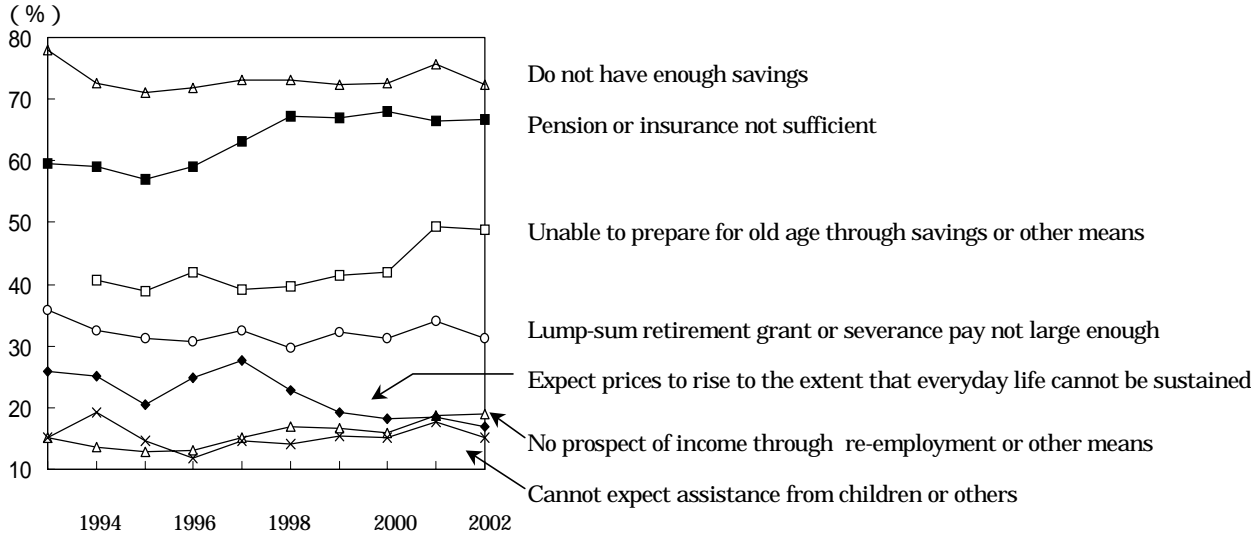 (%)
80
70
60
50
40
30
20
10
1994 1996 1998 2000 2002
Do not have enough savings
Pension or insurance not sufficient
Unable to prepare for old age through savings or other means
Lump-sum retirement grant or severance pay not large enough
Expect prices to rise to the extent that everyday life cannot be sustained
No prospect of income through re-employment or other means
Cannot expect assistance from children or others